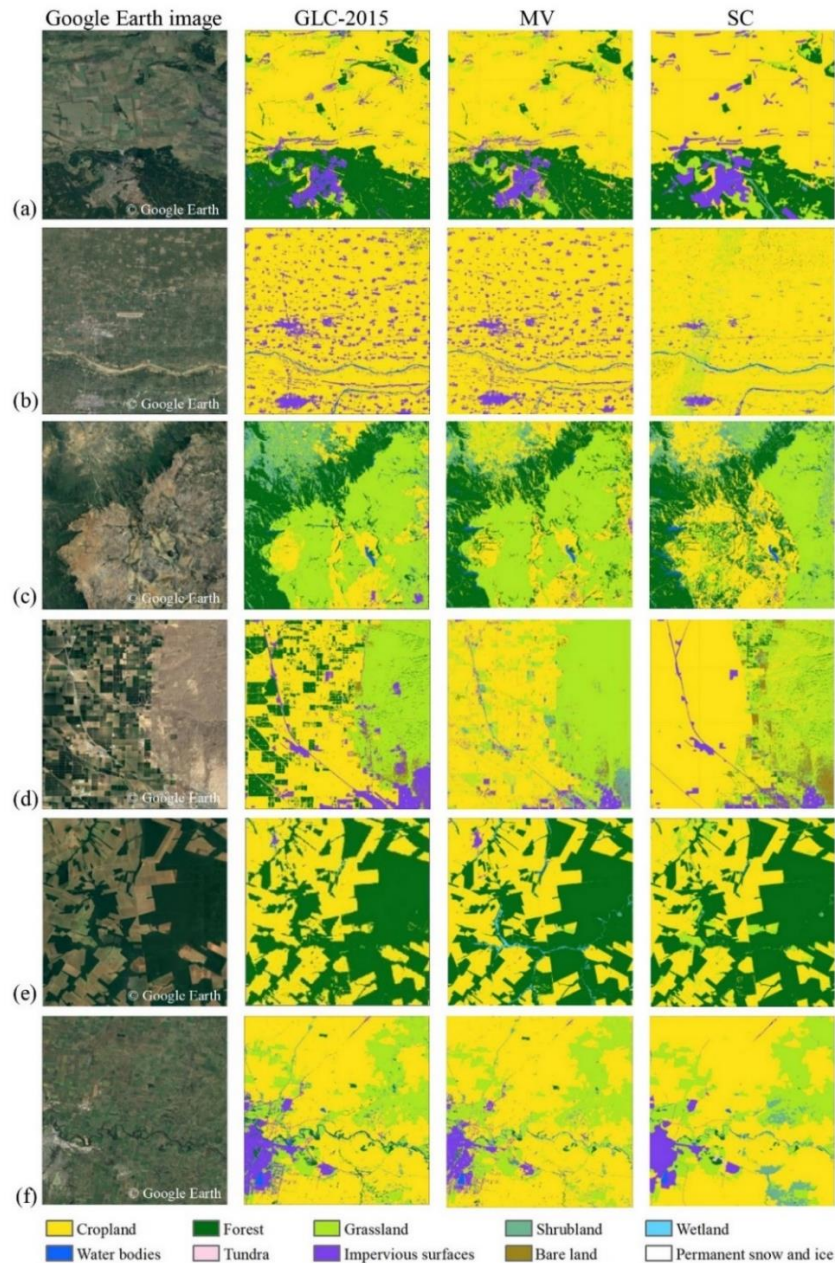 Google Earth image GLC-2015 MV SC
(a) © Google Earth
(b) © Google Earth
(c) © Google Earth
(d) © Google Earth
(e) © Google Earth
(f) © Google Earth
Cropland Forest Grassland Shrubland Wetland
Water bodies Tundra Impervious surfaces Bare land Permanent snow and ice